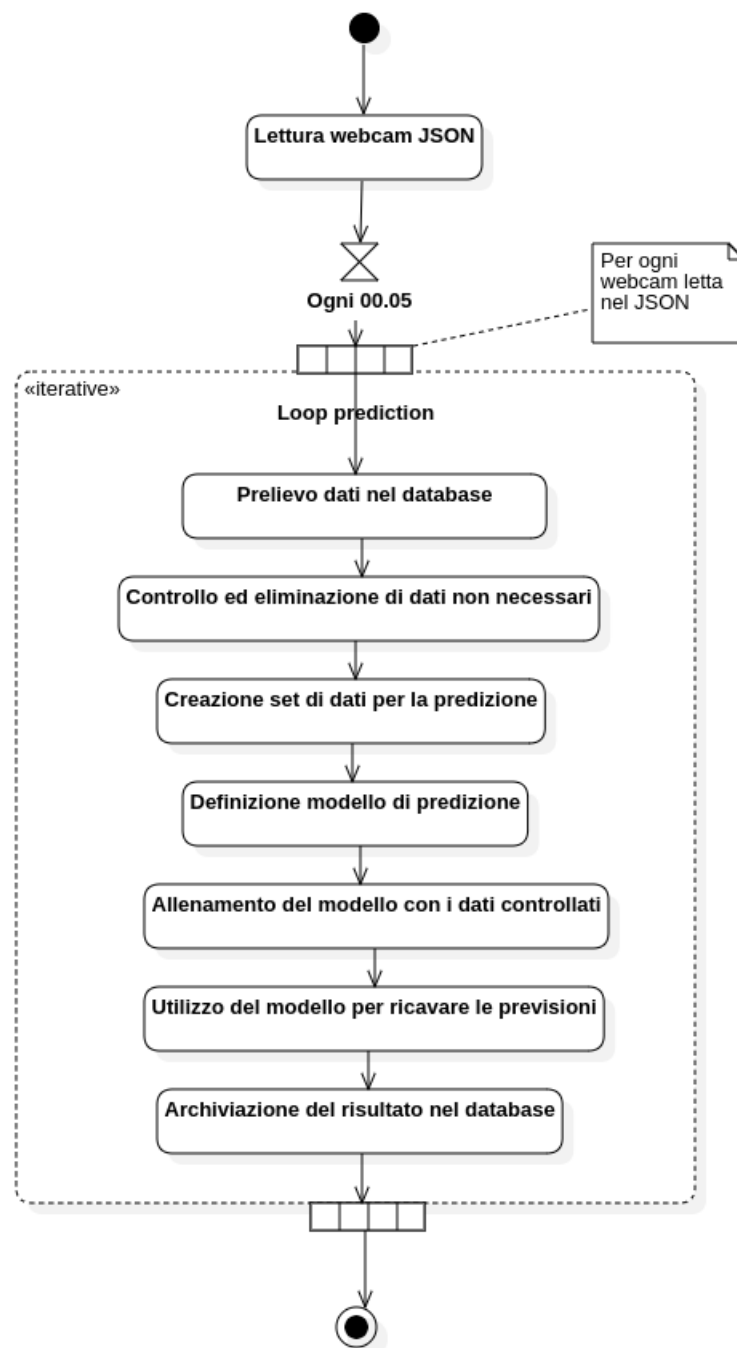 Lettura webcam JSON
Ogni 00.05
Per ogni
webcam letta
nel JSON
«iterative»
Loop prediction
Prelievo dati nel database
Controllo ed eliminazione di dati non necessari
Creazione set di dati per la predizione
Definizione modello di predizione
Allenamento del modello con i dati controllati
Utilizzo del modello per ricavare le previsioni
Archiviazione del risultato nel database